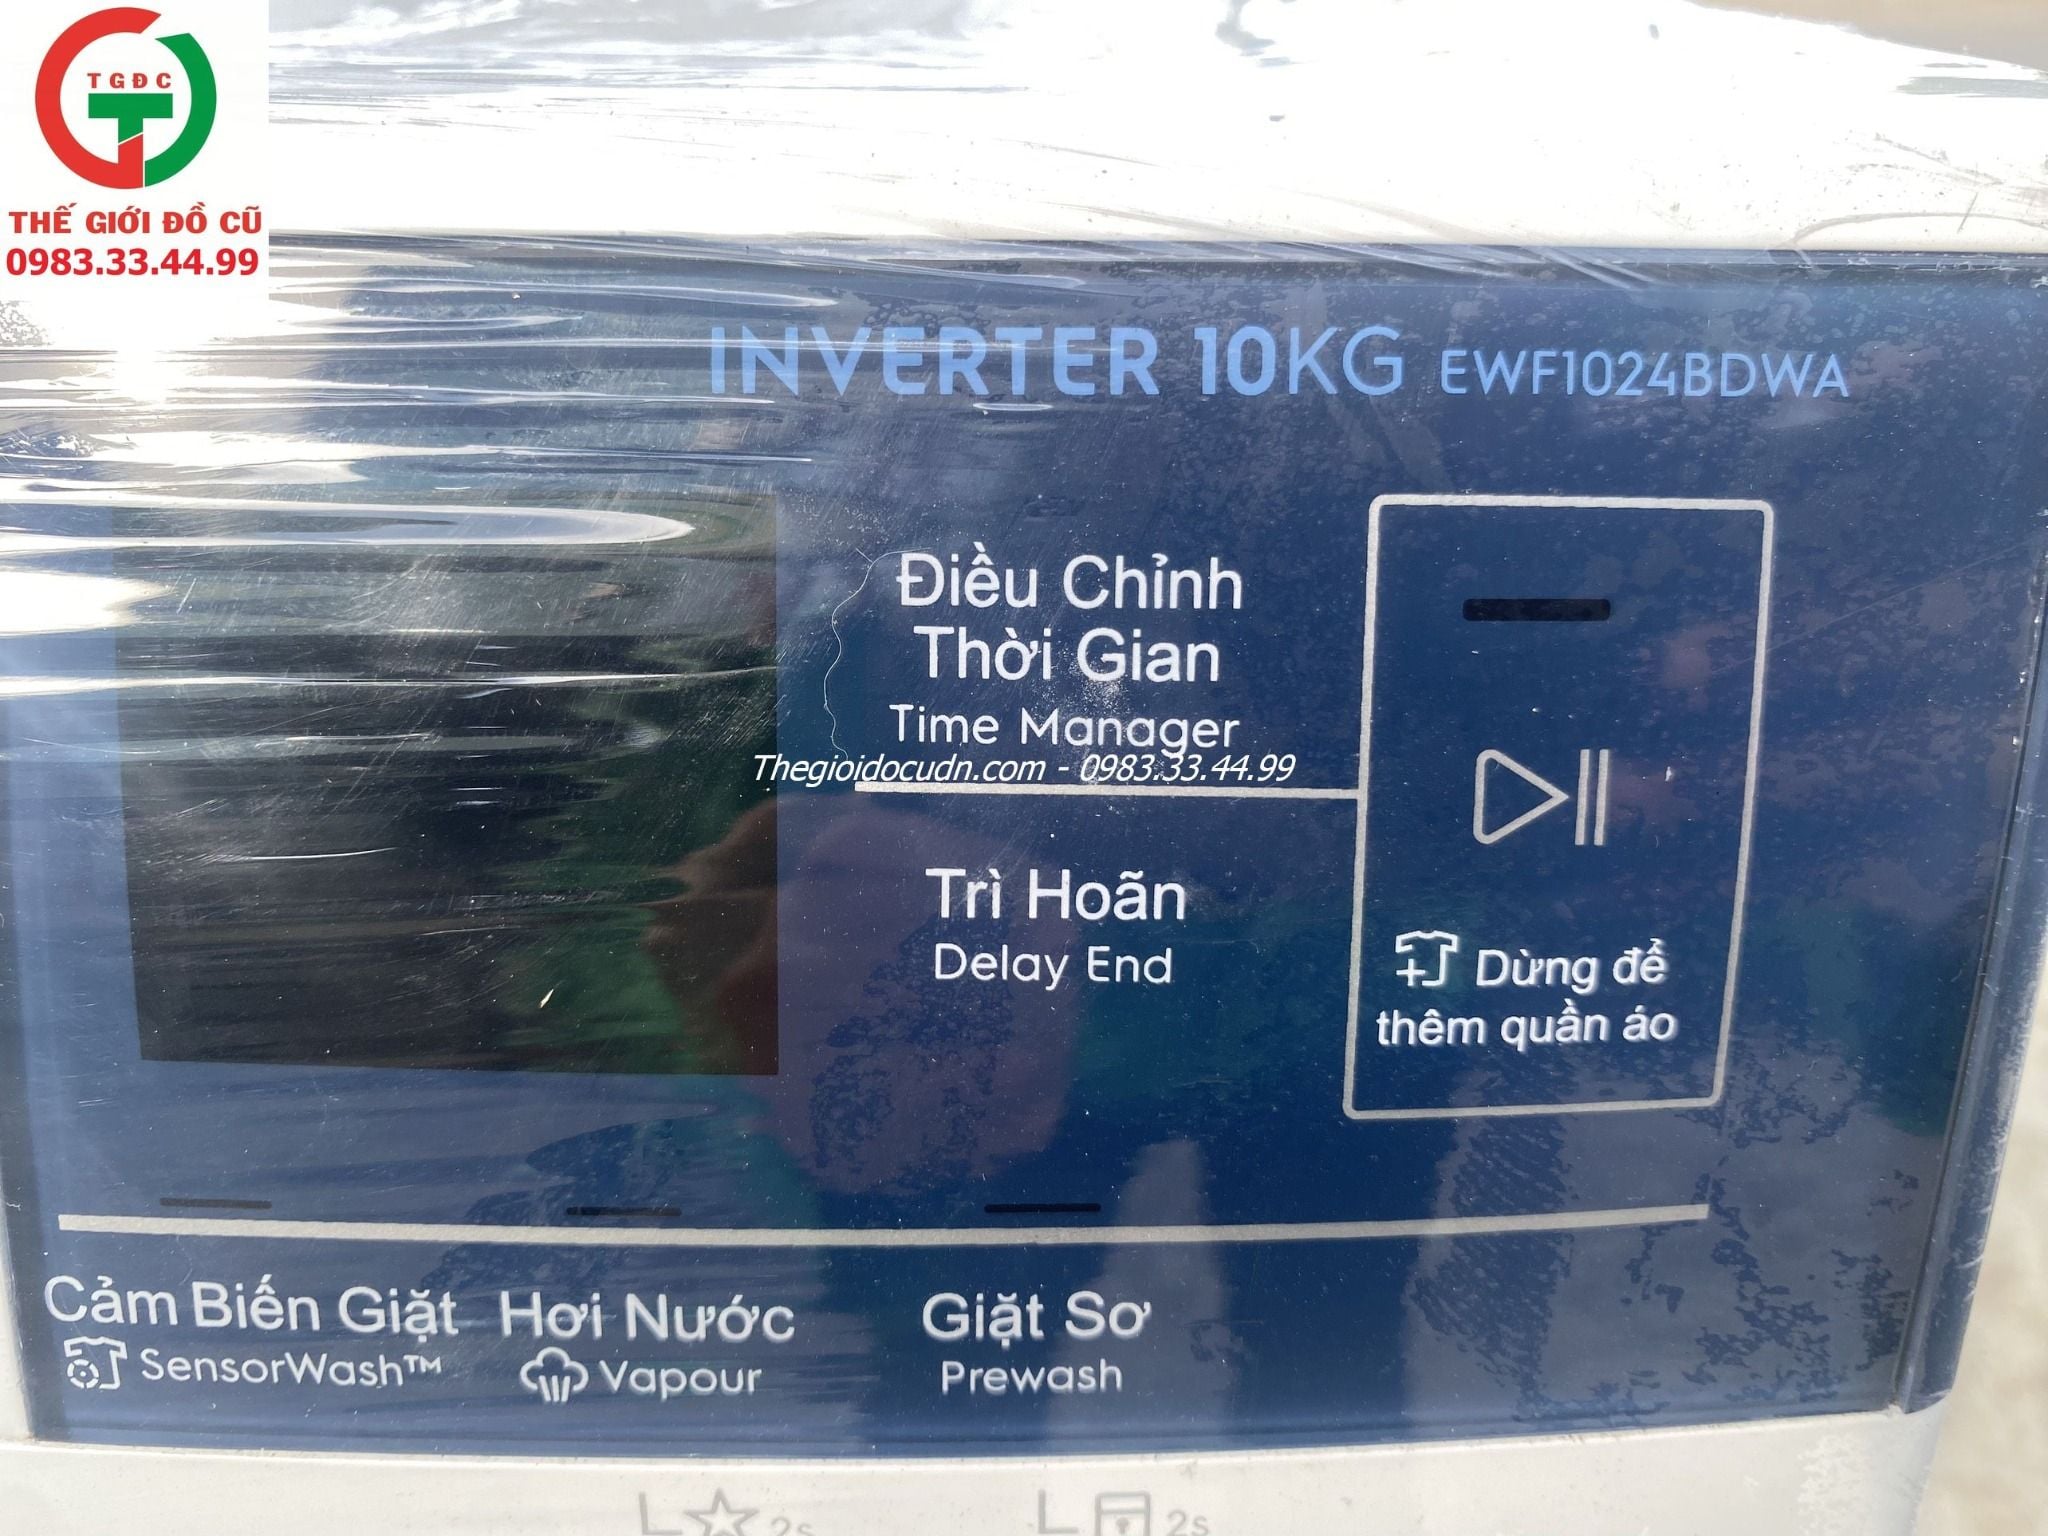 TGĐC
THẾ GIỚI ĐỒ CŨ
0983.33.44.99
INVERTER 10KG EWF1024BDWA
Điều Chỉnh
Thời Gian
Time Manager
Thegioidocudn.com - 0983.33.44.99
Trì Hoãn
Delay End
Dừng để
thêm quần áo
Cảm Biến Giặt Hơi Nước Giặt Sơ
SensorWash™ Vapour Prewash
2s 2s